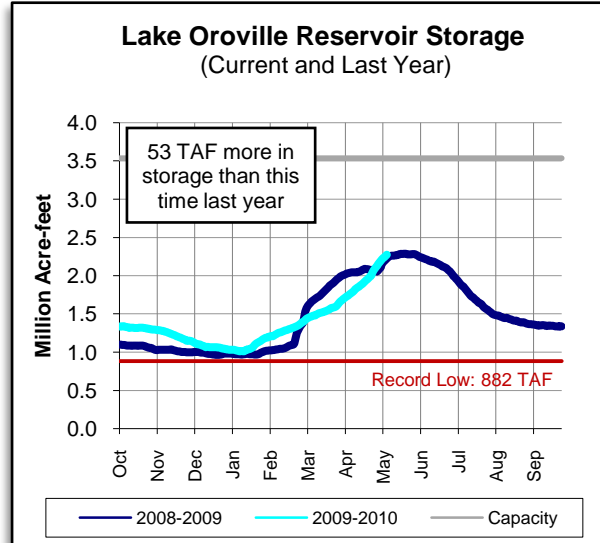 Lake Oroville Reservoir Storage
(Current and Last Year)
Million Acre-feet
4.0
3.5
3.0
2.5
2.0
1.5
1.0
0.5
0.0
53 TAF more in
storage than this
time last year
Record Low: 882 TAF
Oct
Nov
Dec
Jan
Feb
Mar
Apr
May
Jun
Jul
Aug
Sep
2008-2009
2009-2010
Capacity